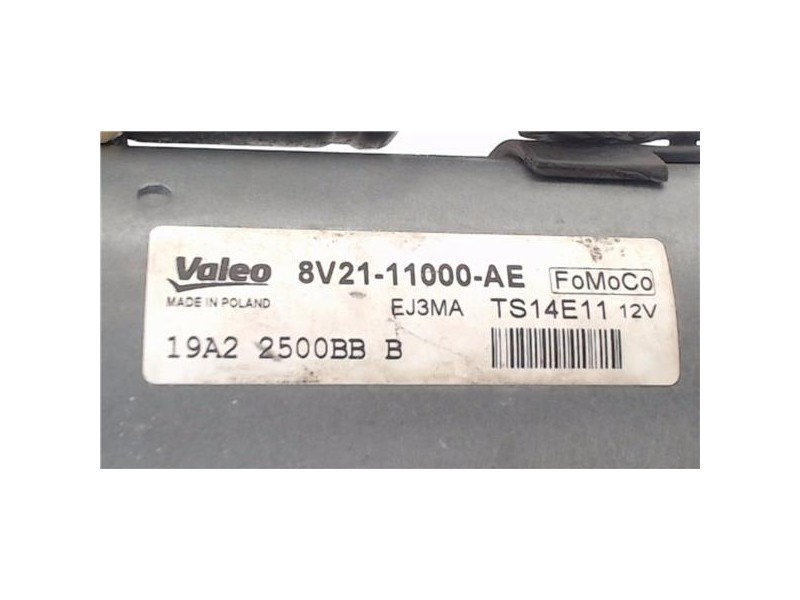 Valeo 8V21-11000-AE FoMoCo
MADE IN POLAND EJ3MA TS14E11 12V
19A2 2500BB B